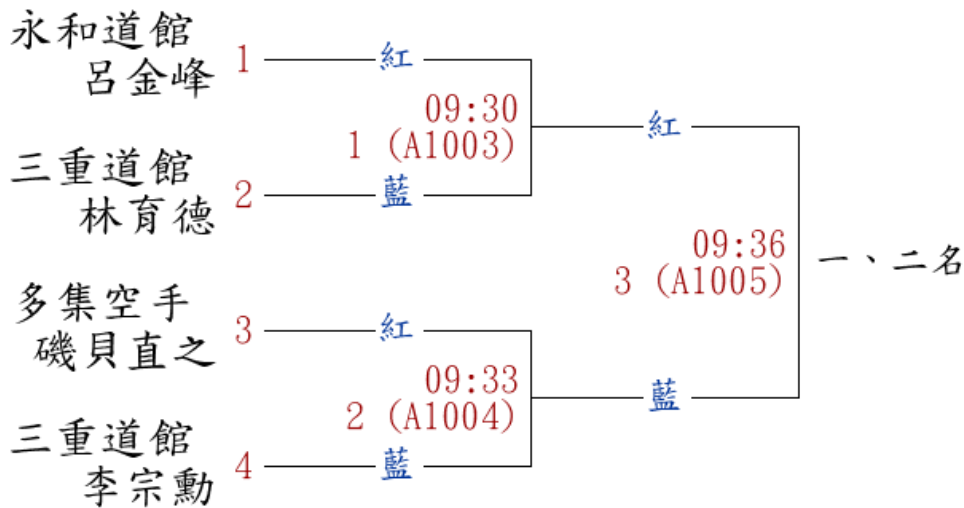 永和道館
呂金峰
1
紅
09:30
1 (A1003)
三重道館
林育德
2
藍
紅
09:36
3 (A1005)
一、二名
多集空手
磯貝直之
3
紅
09:33
2 (A1004)
藍
三重道館
李宗勳
4
藍